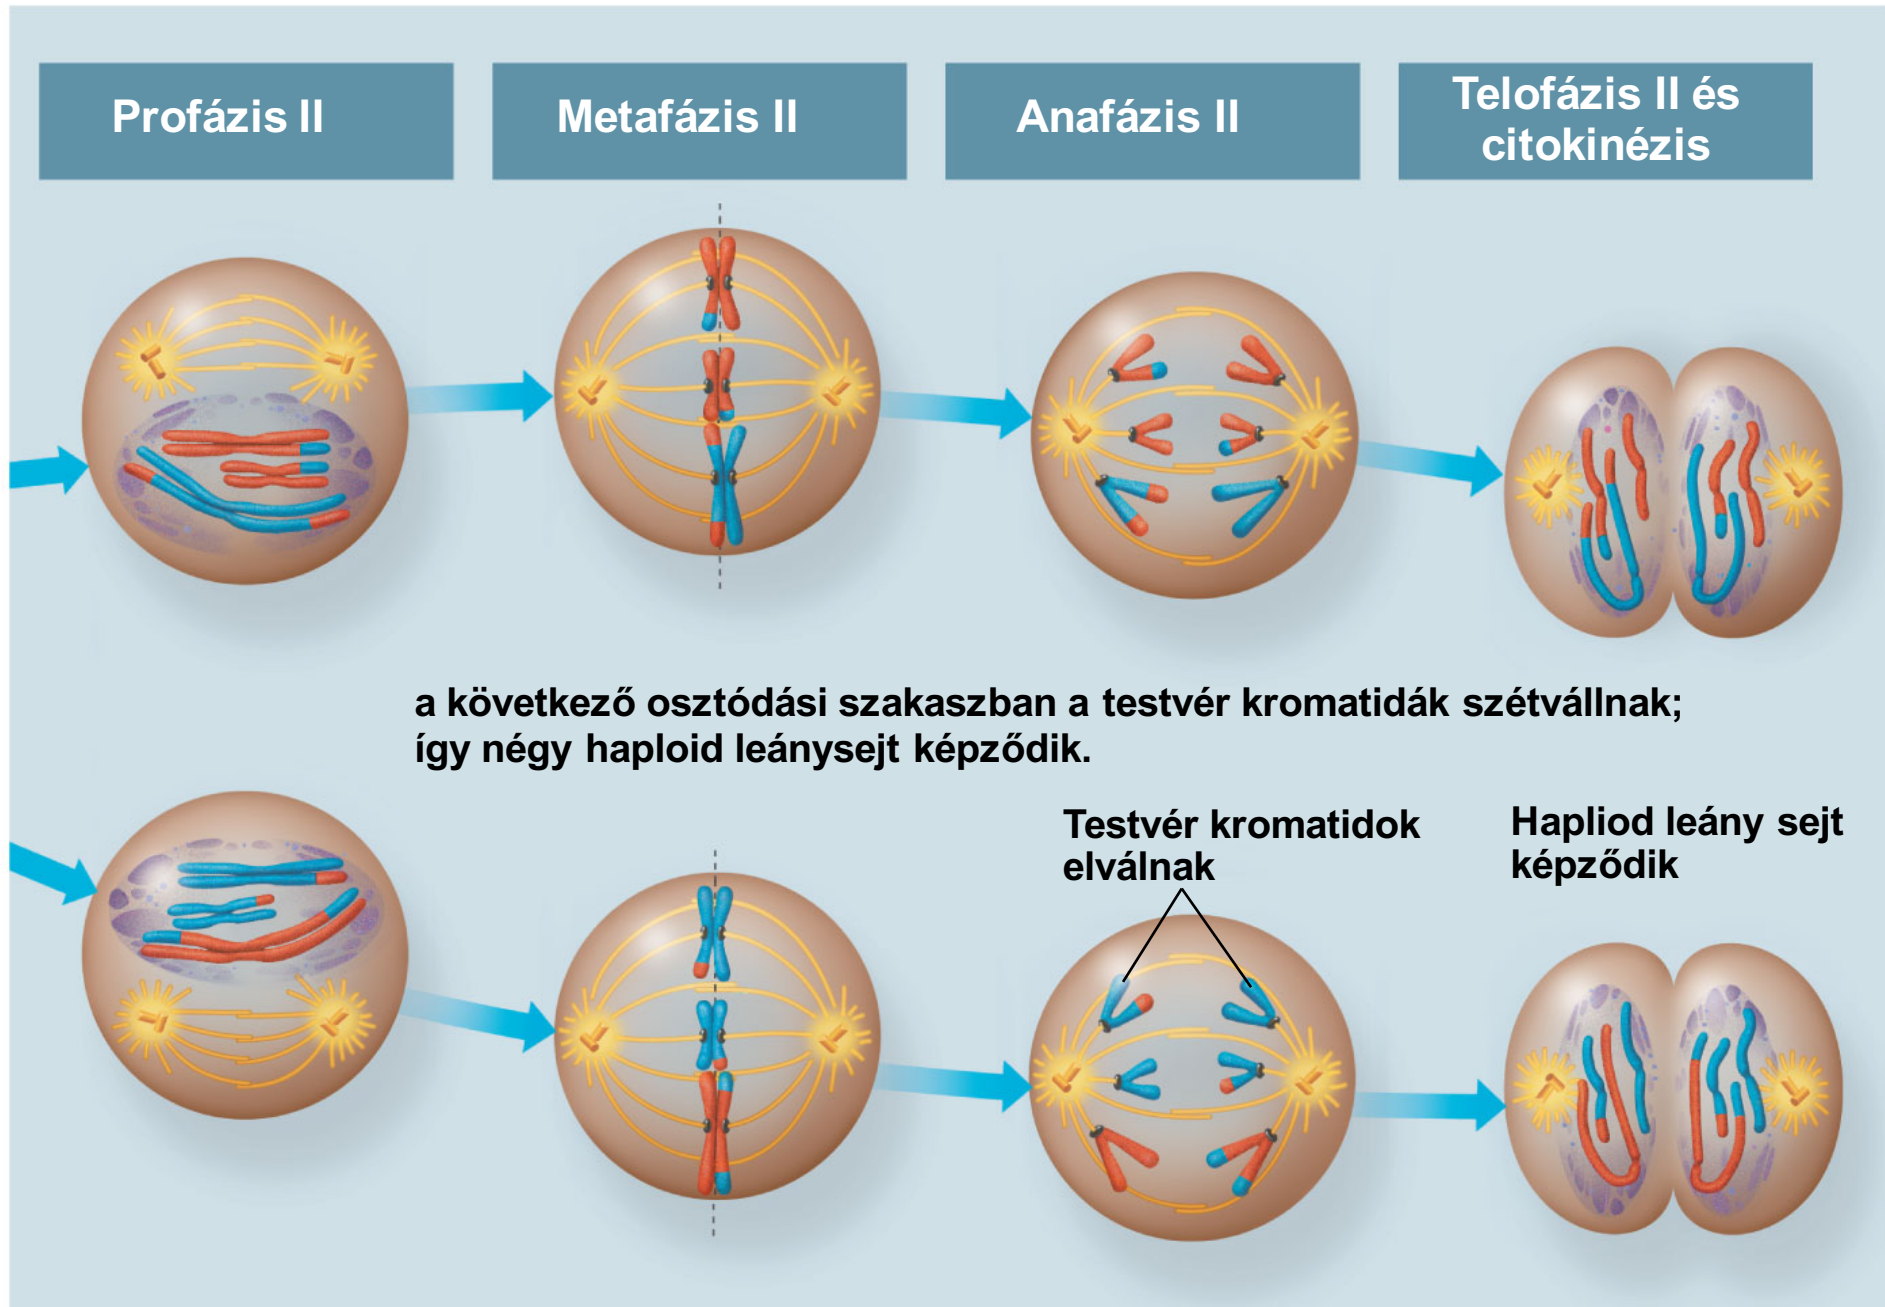 Profázis II
Metafázis II
Anafázis II
Telofázis II és
citokinézis
a következő osztódási szakaszban a testvér kromatidák szétvállnak;
így négy haploid leánysejt képződik.
Testvér kromatidok
elválnak
Hapliod leány sejt
képződik